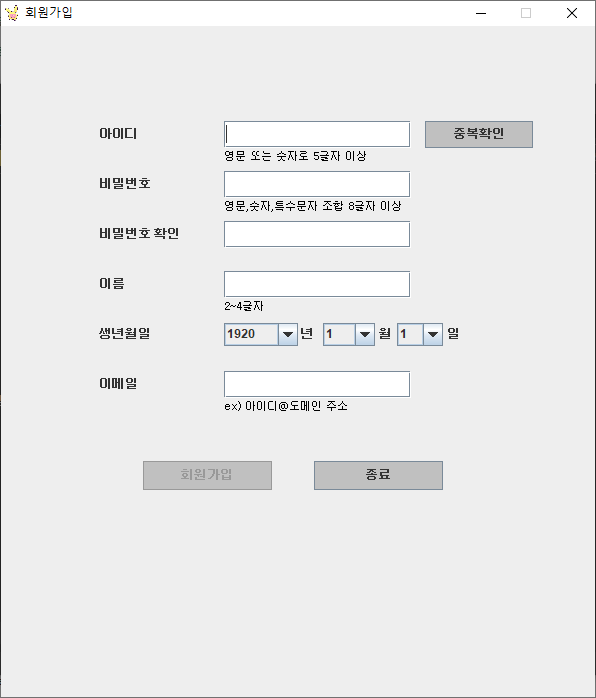 회원가입
아이디 중복확인
영문 또는 숫자로 5글자 이상
비밀번호
영문,숫자,특수문자 조합 8글자 이상
비밀번호 확인
이름
2~4글자
생년월일 1920 년 1 월 1 일
이메일
ex) 아이디@도메인 주소
회원가입 종료